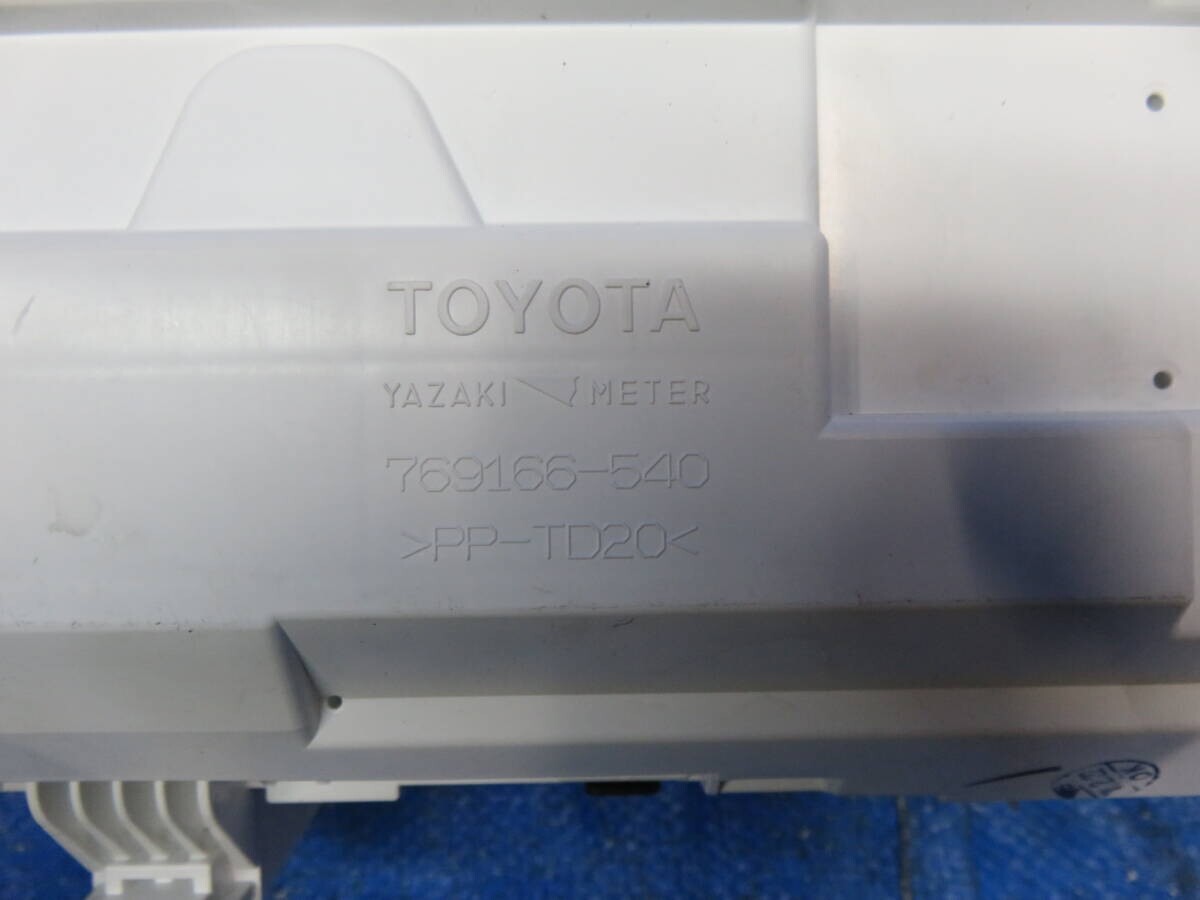 TOYOTA
YAZAKI METER
769166-540
>PP-TD20<